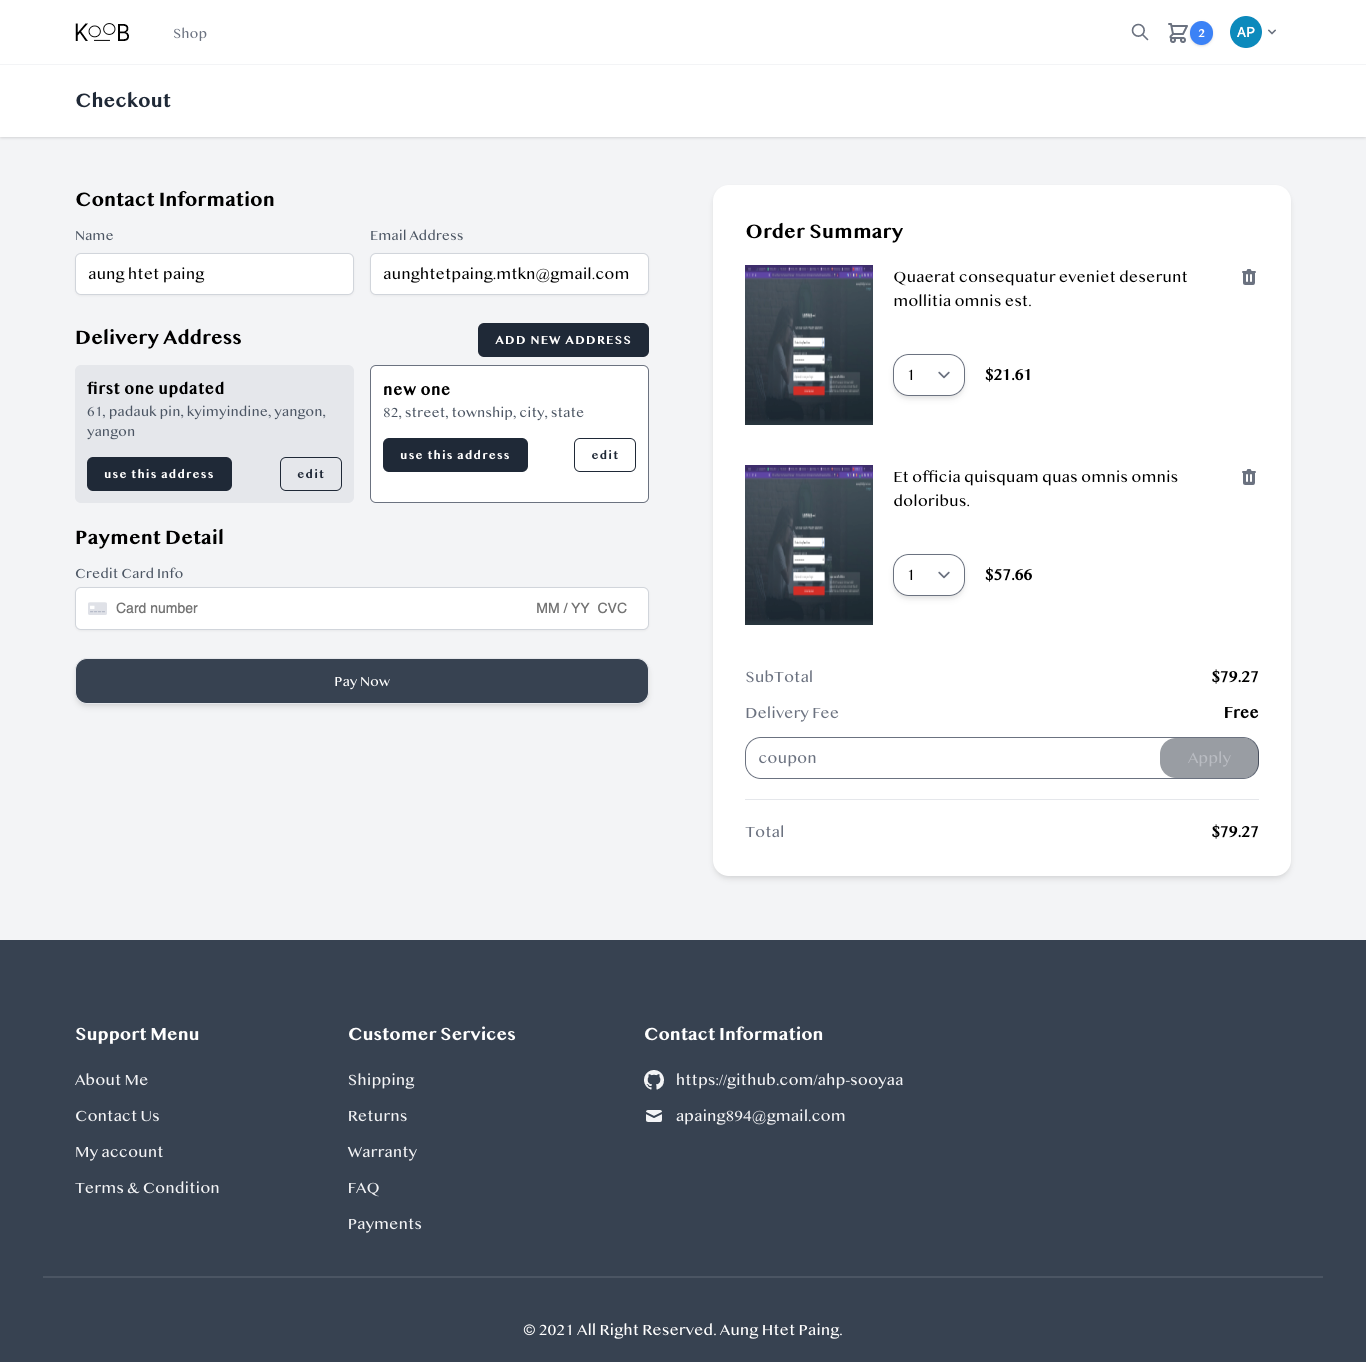 KOOB
Shop
2
AP
Checkout
Contact Information
Name
Email Address
aung htet paing
aunghtetpaing.mtkn@gmail.com
Delivery Address
ADD NEW ADDRESS
first one updated
61, padauk pin, kyimyindine, yangon,
yangon
use this address
edit
new one
82, street, township, city, state
use this address
edit
Payment Detail
Credit Card Info
Card number
MM / YY CVC
Pay Now
Order Summary
Quaerat consequatur eveniet deserunt
mollitia omnis est.
1
$21.61
Et officia quisquam quas omnis omnis
doloribus.
1
$57.66
SubTotal
$79.27
Delivery Fee
Free
coupon
Apply
Total
$79.27
Support Menu
About Me
Contact Us
My account
Terms & Condition
Customer Services
Shipping
Returns
Warranty
FAQ
Payments
Contact Information
https://github.com/ahp-sooyaa
apaing894@gmail.com
© 2021 All Right Reserved. Aung Htet Paing.